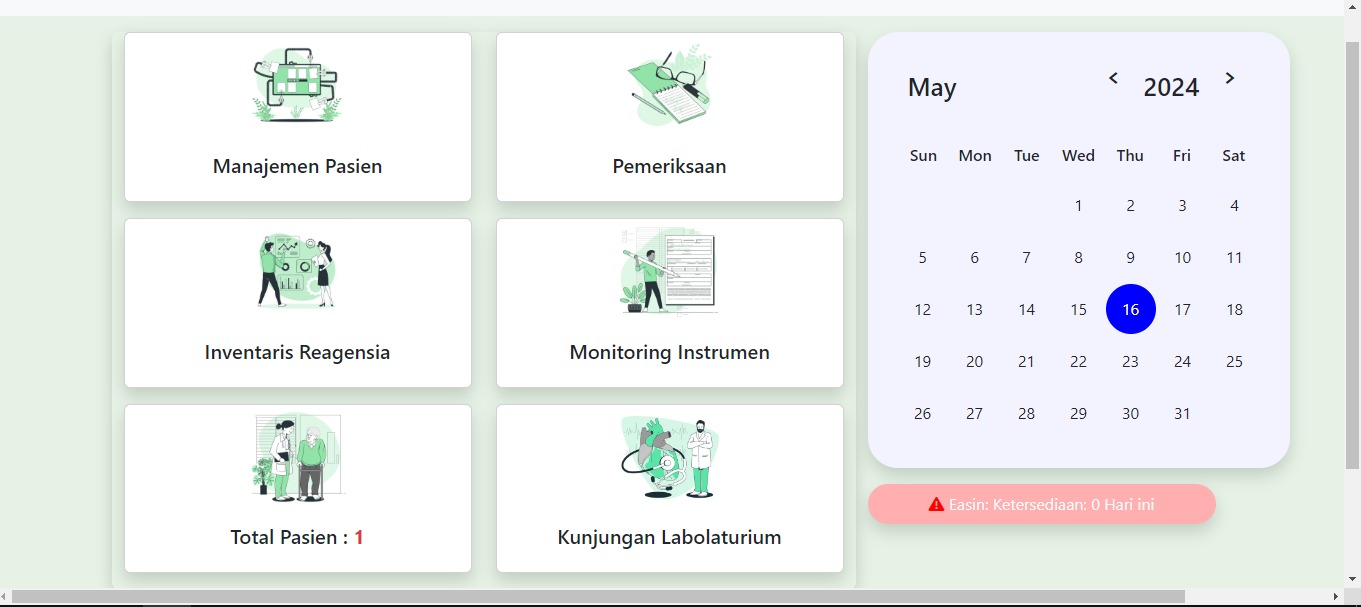 Manajemen Pasien
Pemeriksaan
Inventaris Reagensia
Monitoring Instrumen
Total Pasien : 1
Kunjungan Labolaturium
May < 2024 >
Sun Mon Tue Wed Thu Fri Sat
1 2 3 4
5 6 7 8 9 10 11
12 13 14 15 16 17 18
19 20 21 22 23 24 25
26 27 28 29 30 31
Easin: Ketersediaan: 0 Hari ini